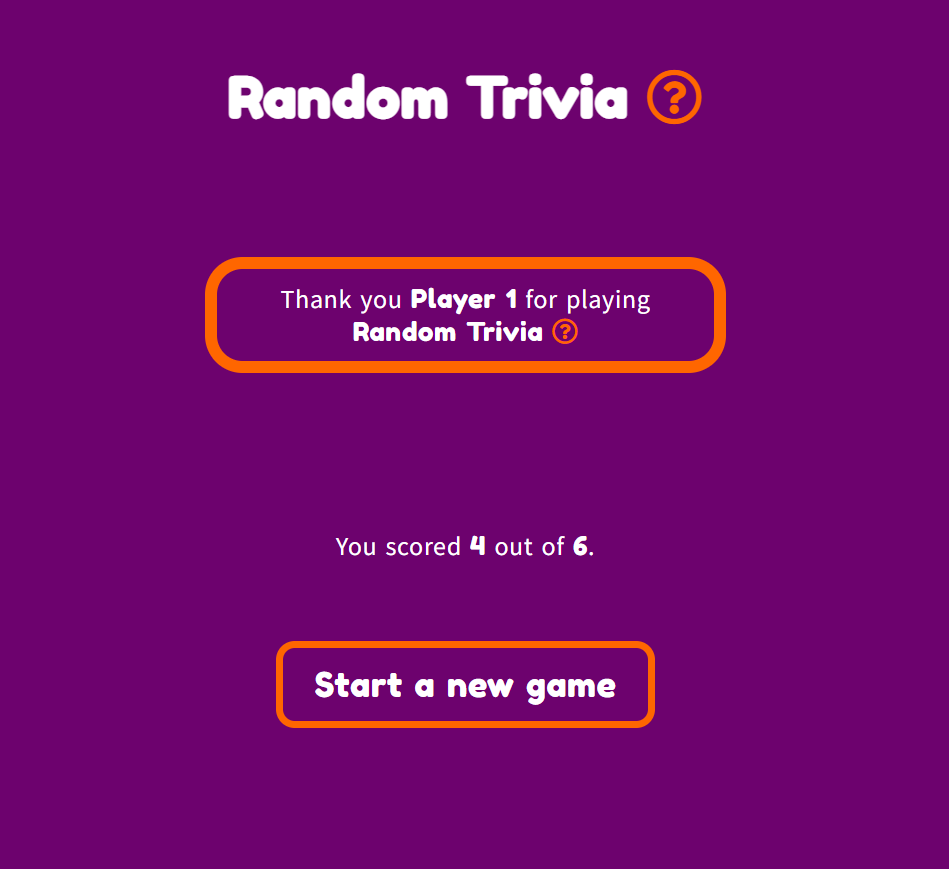 Random Trivia ?
Thank you Player 1 for playing
Random Trivia ?
You scored 4 out of 6.
Start a new game